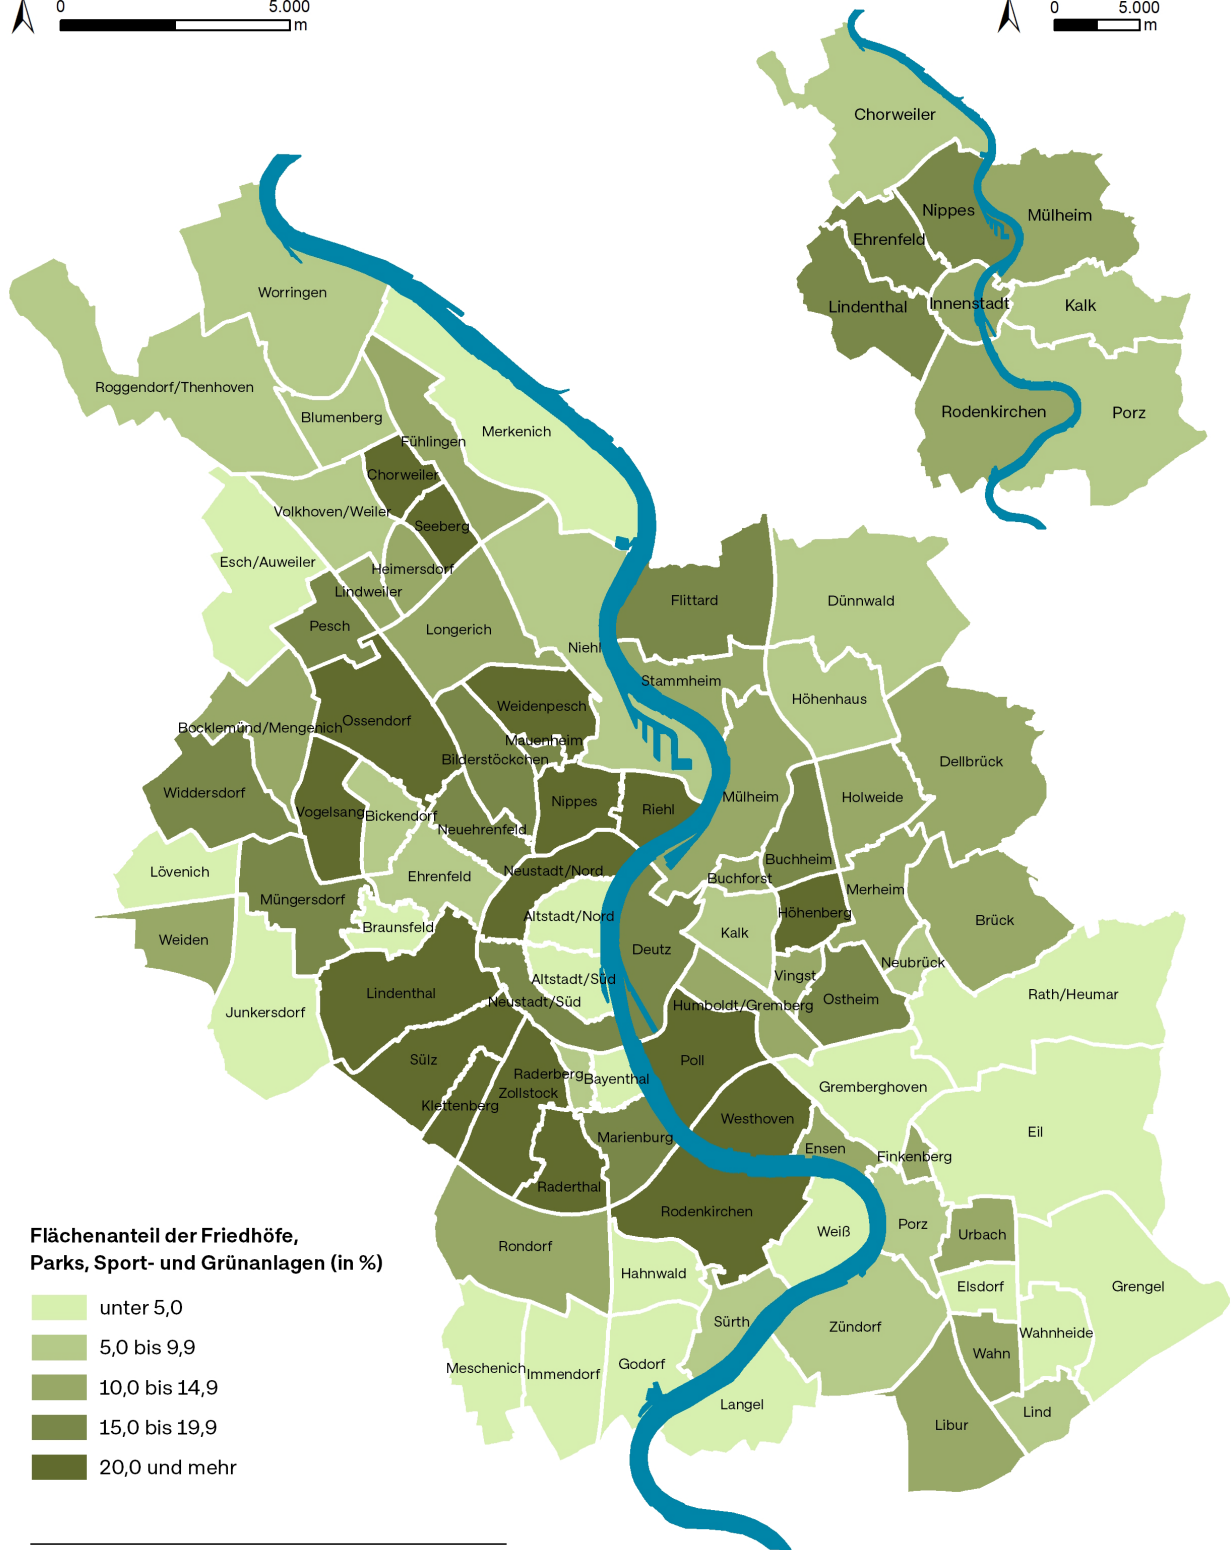 0 5.000
m
0 5.000
m
Chorweiler
Nippes
Mülheim
Ehrenfeld
Lindenthal
Innenstadt
Kalk
Rodenkirchen
Porz
Worringen
Roggendorf/Thenhoven
Blumenberg
Merkenich
Fühlingen
Chorweiler
Volkhoven/Weiler
Seeberg
Esch/Auweiler
Heimersdorf
Lindweiler
Pesch
Longerich
Niehl
Flittard
Dünnwald
Stammheim
Höhenhaus
Weidenpesch
Ossendorf
Bocklemünd/Mengenich
Mauenheim
Bilderstöckchen
Dellbrück
Widdersdorf
Vogelsang
Bickendorf
Nippes
Riehl
Mülheim
Holweide
Neuehrenfeld
Lövenich
Ehrenfeld
Neustadt/Nord
Buchheim
Buchforst
Merheim
Müngersdorf
Altstadt/Nord
Höhenberg
Brück
Braunsfeld
Weiden
Deutz
Kalk
Neubrück
Vingst
Altstadt/Süd
Lindenthal
Neustadt/Süd
Humboldt/Gremberg
Ostheim
Rath/Heumar
Junkersdorf
Sülz
Poll
Raderberg
Bayenthal
Zollstock
Gremberghoven
Klettenberg
Westhoven
Marienburg
Eil
Ensen
Finkenberg
Raderthal
Rodenkirchen
Weiß
Porz
Urbach
Rondorf
Hahnwald
Elsdorf
Grengel
Sürth
Zündorf
Wahnheide
Wahn
Meschenich
Immendorf
Godorf
Langel
Lind
Libur
Flächenanteil der Friedhöfe,
Parks, Sport- und Grünanlagen (in %)
unter 5,0
5,0 bis 9,9
10,0 bis 14,9
15,0 bis 19,9
20,0 und mehr